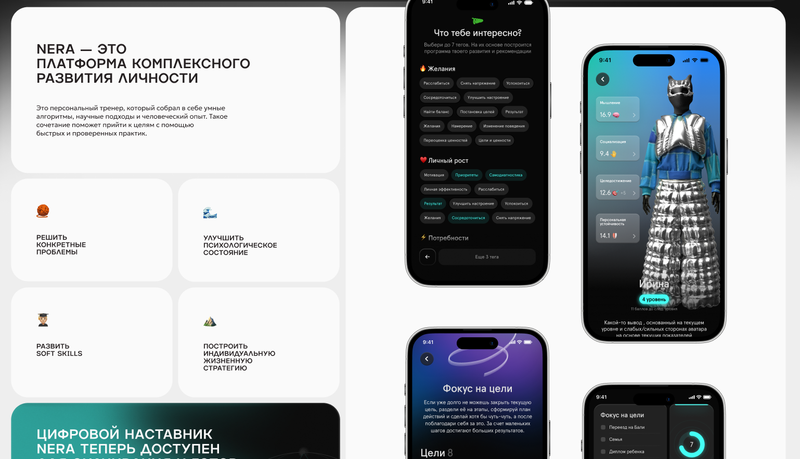 NERA — ЭТО
ПЛАТФОРМА КОМПЛЕКСНОГО
РАЗВИТИЯ ЛИЧНОСТИ
Это персональный тренер, который собрал в себе умные
алгоритмы, научные подходы и человеческий опыт. Такое
сочетание поможет прийти к целям с помощью
быстрых и проверенных практик.
РЕШИТЬ
КОНКРЕТНЫЕ
ПРОБЛЕМЫ
УЛУЧШИТЬ
ПСИХОЛОГИЧЕСКОЕ
СОСТОЯНИЕ
РАЗВИТЬ
SOFT SKILLS
ПОСТРОИТЬ
ИНДИВИДУАЛЬНУЮ
ЖИЗНЕННУЮ
СТРАТЕГИЮ
ЦИФРОВОЙ НАСТАВНИК
NERA ТЕПЕРЬ ДОСТУПЕН
9:41
Что тебе интересно?
Выбери до 7 тегов. На их основе построится
программа твоего развития и рекомендации
Желания
Расслабиться Снять напряжение Успокоиться
Сосредоточиться Улучшить настроение
Найти баланс Постановка целей Результат
Желания Намерение Изменение поведения
Переоценка ценностей Цели и ценности
Личный рост
Мотивация Приоритеты Самодиагностика
Личная эффективность Расслабиться
Результат Улучшить настроение Успокоиться
Желания Сосредоточиться Снять напряжение
Потребности
Еще 3 тега
9:41
Мышление
16.9
Социализация
9.4
Целедостижение
12.6
Персональная
устойчивость
14.1
Ирина
4 уровень
Какой-то вывод , основанный на текущем
уровне и слабых/сильных сторонах аватара
на основе текущих показателей
9:41
Фокус на цели
Если уже долго не можешь закрыть текущую
цель, раздели её на этапы, сформируй план
действий и сделай хотя бы чуть-чуть, а после
поблагодари себя за это. За счет маленьких
шагов достигают больших результатов.
Цели 8
9:41
Фокус на цели
Переезд на Бали
Семья
Диплом ребенка
7